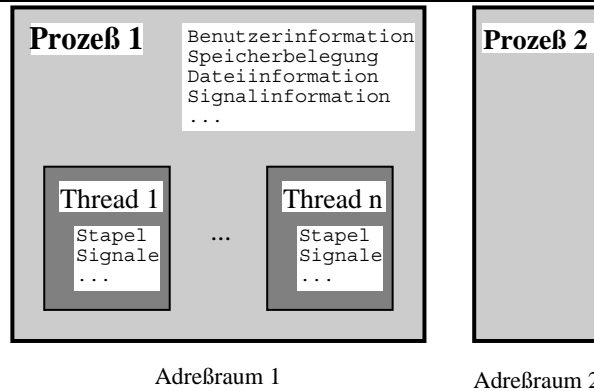 Prozeß 1
Benutzerinformation
Speicherbelegung
Dateiinformation
Signalinformation
...
Thread 1
Stapel
Signale
...
...
Thread n
Stapel
Signale
...
Adreßraum 1
Prozeß 2
Adreßraum 2